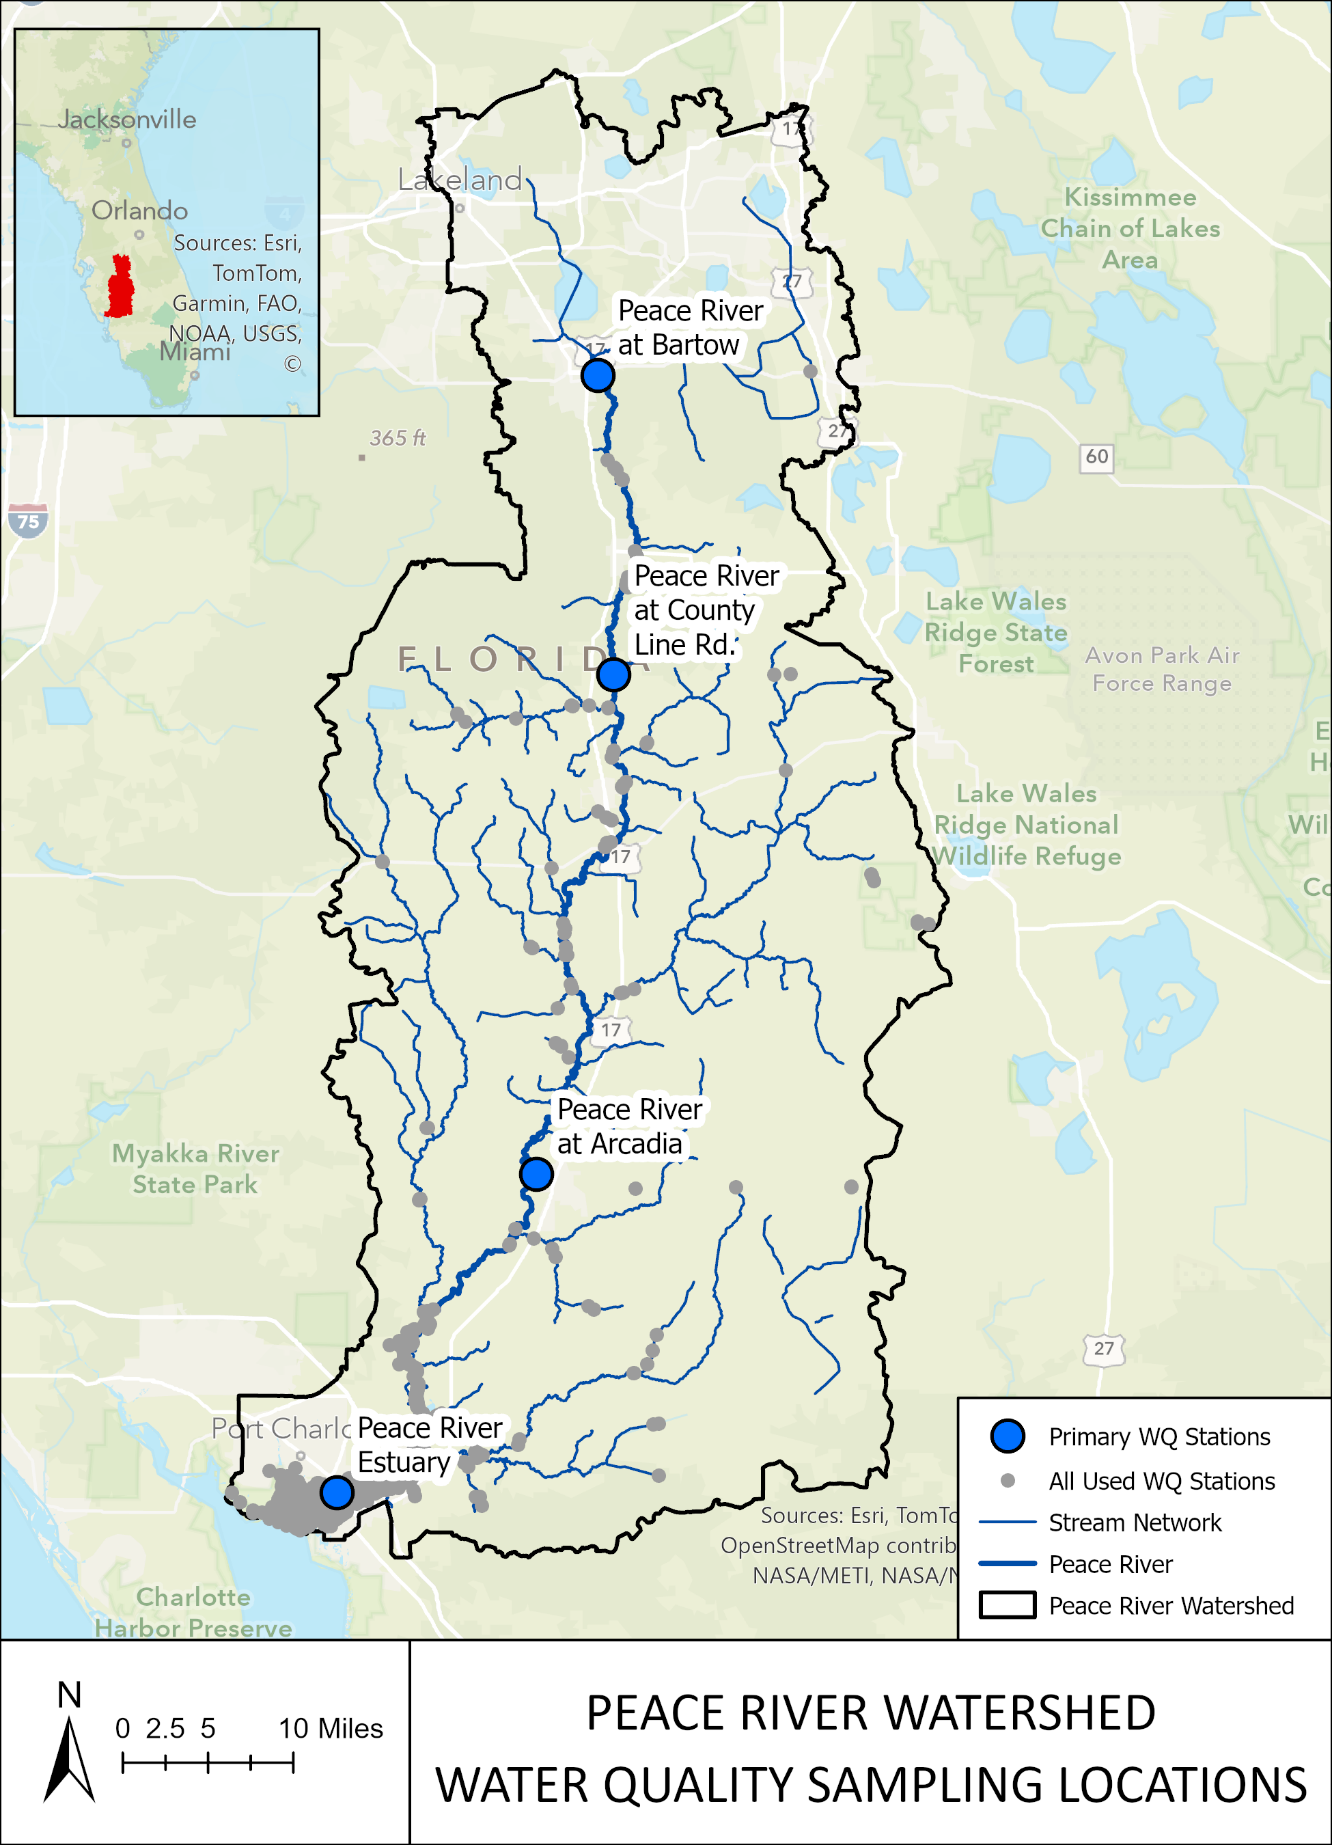 Jacksonville
Orlando
Sources: Esri,
TomTom,
Garmin, FAO,
NOAA, USGS,
Miami
©
4
17
Lakeland
Kissimmee
Chain of Lakes
Area
27
Peace River
at Bartow
17
27
365 ft
60
75
Peace River
at County
Line Rd.
FLORIDA
Lake Wales
Ridge State
Forest
Avon Park Air
Force Range
Lake Wales
Ridge National
Wildlife Refuge
17
17
Peace River
at Arcadia
Myakka River
State Park
27
Port Charlo
Peace River
Estuary
Sources: Esri, TomTo
OpenStreetMap contrib
NASA/METI, NASA/N
Charlotte
Harbor Preserve
Primary WQ Stations
All Used WQ Stations
Stream Network
Peace River
Peace River Watershed
N
0 2.5 5 10 Miles
PEACE RIVER WATERSHED
WATER QUALITY SAMPLING LOCATIONS